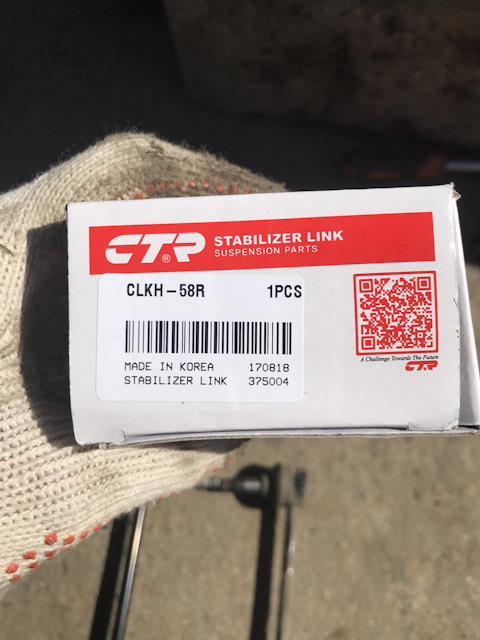 CTR® STABILIZER LINK
SUSPENSION PARTS
CLKH-58R 1PCS
MADE IN KOREA 170818
STABILIZER LINK 375004
A Challenge Towards The Future
CTR